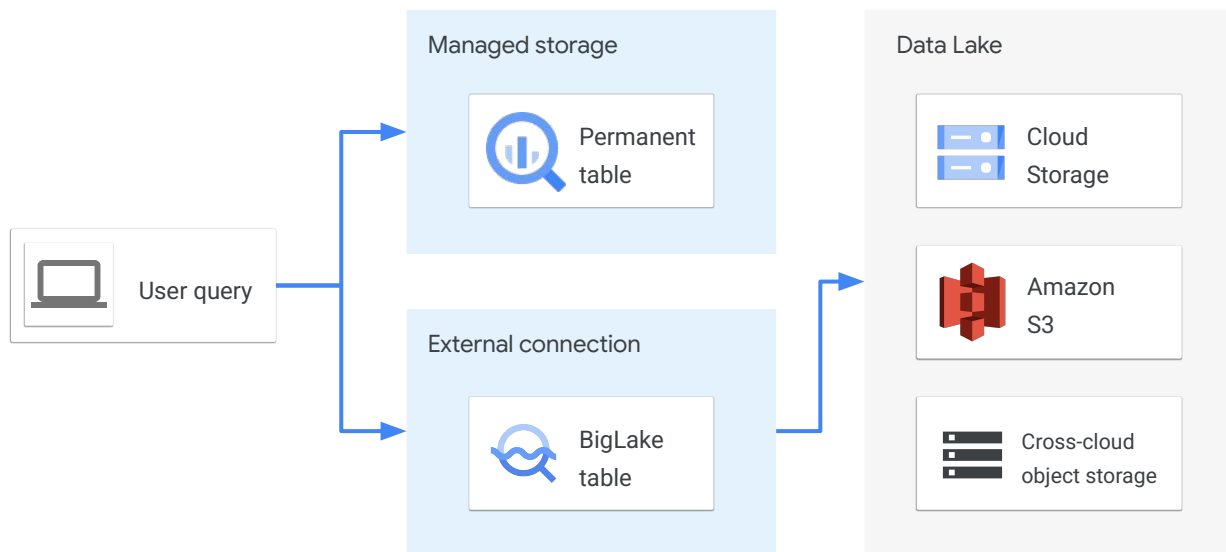 User query
Managed storage
Permanent
table
External connection
BigLake
table
Data Lake
Cloud
Storage
Amazon
S3
Cross-cloud
object storage